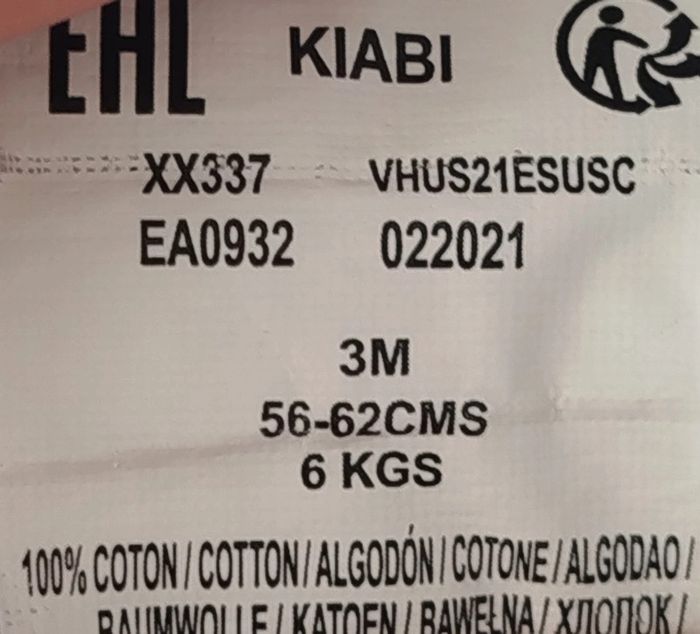 EAC KIABI
XX337 VHUS21ESUSC
EA0932 022021
3M
56-62CMS
6 KGS
100% COTON / COTTON / ALGODÓN / COTONE / ALGODAO /
BAUMWOLLE / KATOEN / BAWEŁNA / ХЛОПОК /